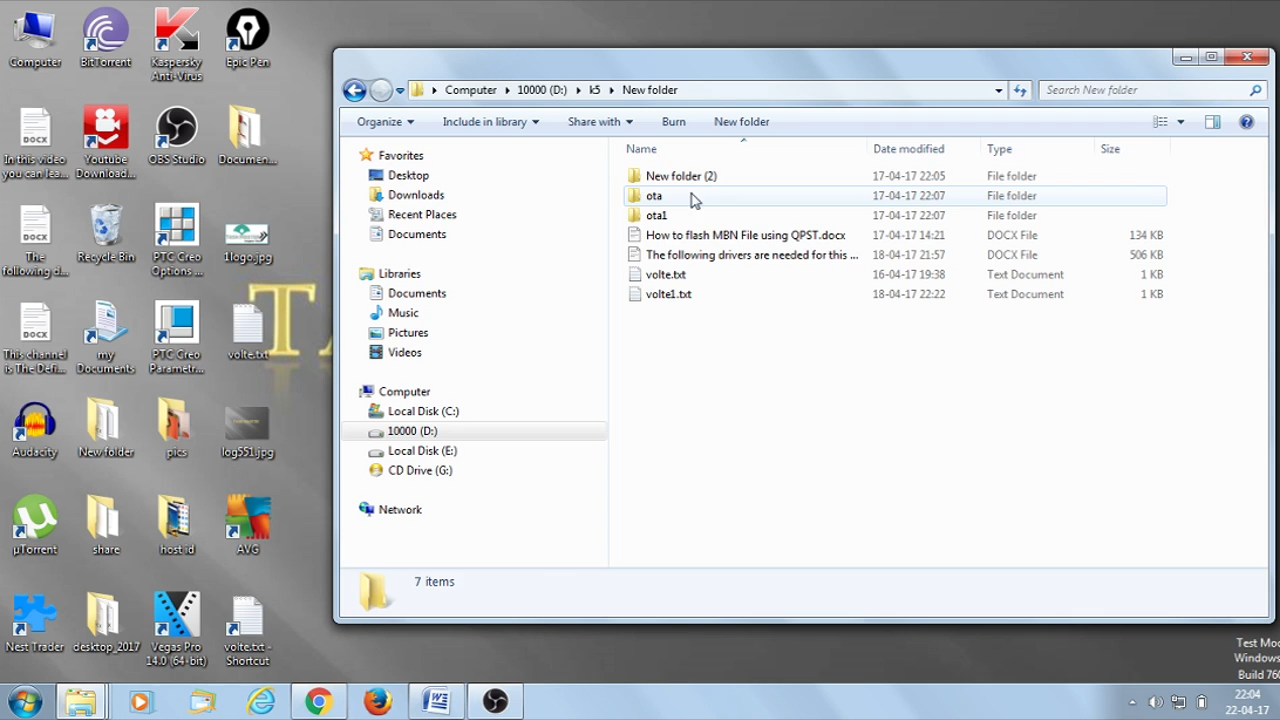 Computer
BitTorrent
Kaspersky
Anti-Virus
Epic Pen
DOCX
In this video
you can lea...
Youtube
Download...
OBS Studio
Documen...
DOCX
The
following d...
Recycle Bin
PTC Creo
Options ...
1logo.jpg
DOCX
This channel
is The Defi...
my
Documents
PTC Creo
Parametr...
volte.txt
Audacity
New folder
pics
log551.jpg
µTorrent
share
host id
AVG
Nest Trader
desktop_2017
Vegas Pro
14.0 (64-bit)
volte.txt -
Shortcut
Computer
10000 (D:)
k5
New folder
Search New folder
Organize
Include in library
Share with
Burn
New folder
Favorites
Desktop
Downloads
Recent Places
Documents
Libraries
Documents
Music
Pictures
Videos
Computer
Local Disk (C:)
10000 (D:)
Local Disk (E:)
CD Drive (G:)
Network
Name Date modified Type Size
New folder (2) 17-04-17 22:05 File folder
ota 17-04-17 22:07 File folder
ota1 17-04-17 22:07 File folder
How to flash MBN File using QPST.docx 17-04-17 14:21 DOCX File 134 KB
The following drivers are needed for this ... 18-04-17 21:57 DOCX File 506 KB
volte.txt 16-04-17 19:38 Text Document 1 KB
volte1.txt 18-04-17 22:22 Text Document 1 KB
7 items
Test Mo
Windows
Build 760
22:04
22-04-17